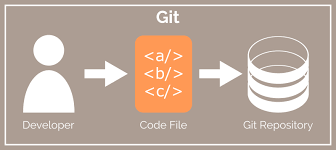 Git
<a/>
<b/>
<c/>
Developer
Code File
Git Repository